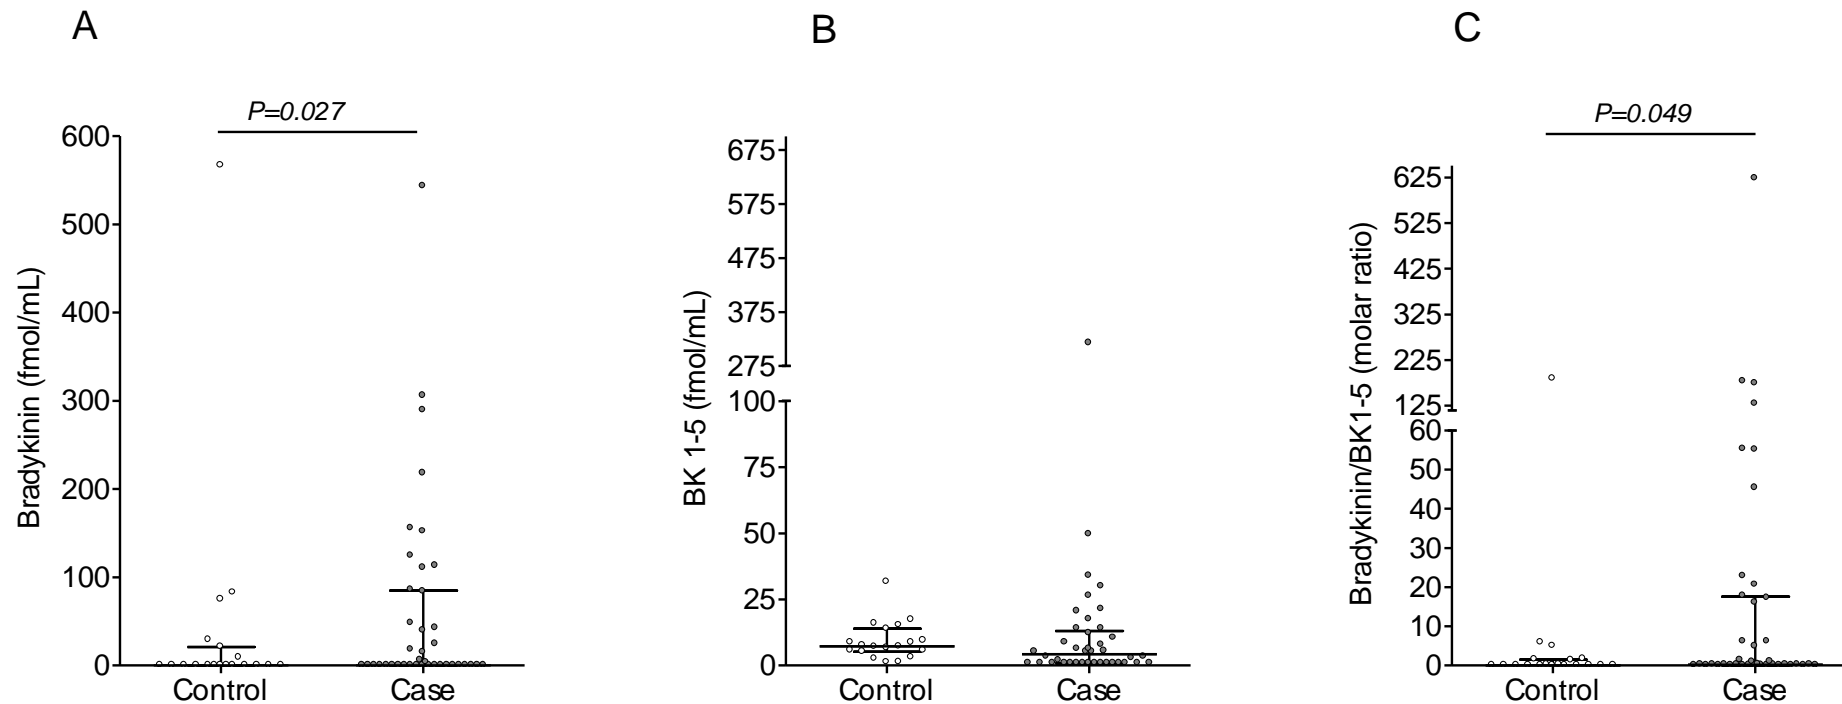 A
B
C
P=0.027
P=0.049
600
500
400
300
200
100
0
Bradykinin (fmol/mL)
Control
Case
675
575
475
375
275
100
75
50
25
0
BK 1-5 (fmol/mL)
Control
Case
625
525
425
325
225
125
60
50
40
30
20
10
0
Bradykinin/BK1-5 (molar ratio)
Control
Case